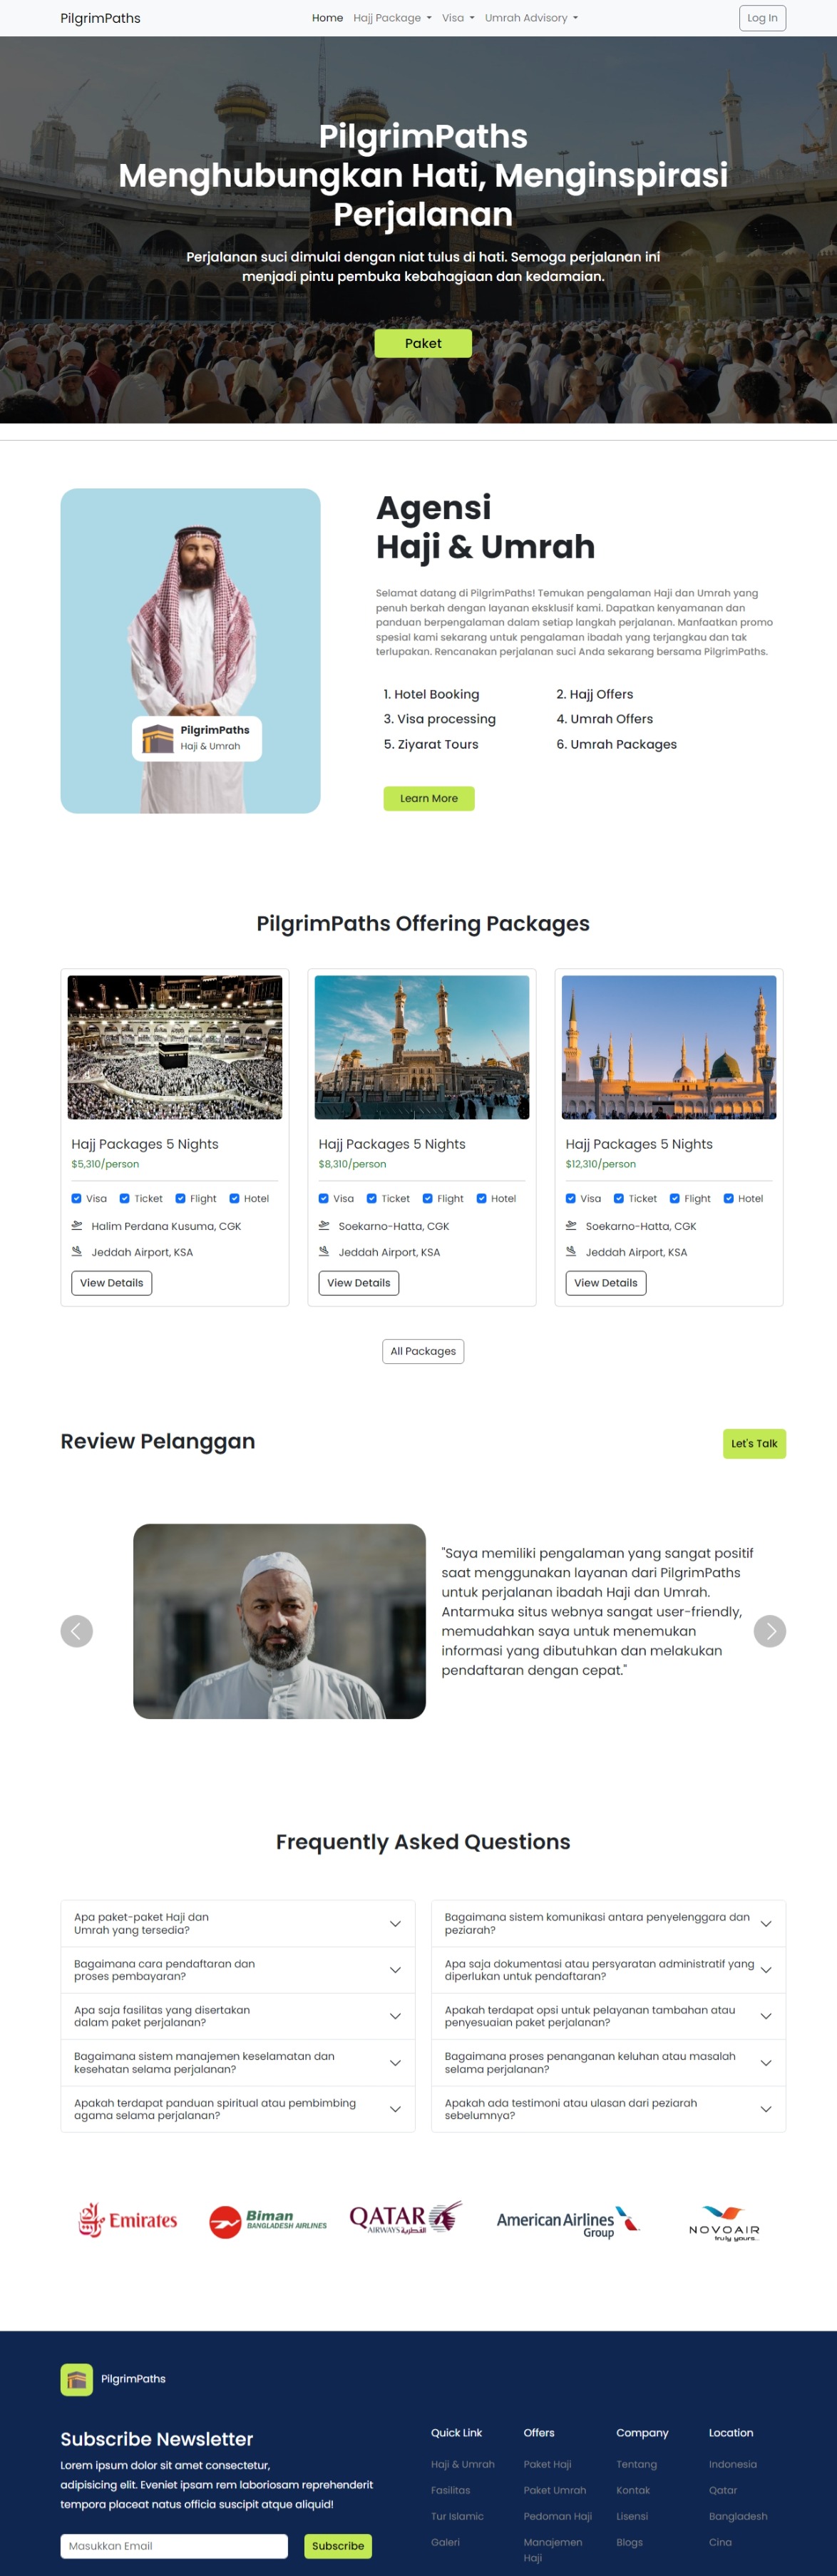 PilgrimPaths
Home
Hajj Package
Visa
Umrah Advisory
Log In
PilgrimPaths
Menghubungkan Hati, Menginspirasi
Perjalanan
Perjalanan suci dimulai dengan niat tulus di hati. Semoga perjalanan ini
menjadi pintu pembuka kebahagiaan dan kedamaian.
Paket
PilgrimPaths
Haji & Umrah
Agensi
Haji & Umrah
Selamat datang di PilgrimPaths! Temukan pengalaman Haji dan Umrah yang
penuh berkah dengan layanan eksklusif kami. Dapatkan kenyamanan dan
panduan berpengalaman dalam setiap langkah perjalanan. Manfaatkan promo
spesial kami sekarang untuk pengalaman ibadah yang terjangkau dan tak
terlupakan. Rencanakan perjalanan suci Anda sekarang bersama PilgrimPaths.
1. Hotel Booking
2. Hajj Offers
3. Visa processing
4. Umrah Offers
5. Ziyarat Tours
6. Umrah Packages
Learn More
PilgrimPaths Offering Packages
Hajj Packages 5 Nights
$5,310/person
Visa Ticket Flight Hotel
Halim Perdana Kusuma, CGK
Jeddah Airport, KSA
View Details
Hajj Packages 5 Nights
$8,310/person
Visa Ticket Flight Hotel
Soekarno-Hatta, CGK
Jeddah Airport, KSA
View Details
Hajj Packages 5 Nights
$12,310/person
Visa Ticket Flight Hotel
Soekarno-Hatta, CGK
Jeddah Airport, KSA
View Details
All Packages
Review Pelanggan
Let's Talk
"Saya memiliki pengalaman yang sangat positif
saat menggunakan layanan dari PilgrimPaths
untuk perjalanan ibadah Haji dan Umrah.
Antarmuka situs webnya sangat user-friendly,
memudahkan saya untuk menemukan
informasi yang dibutuhkan dan melakukan
pendaftaran dengan cepat."
Frequently Asked Questions
Apa paket-paket Haji dan
Umrah yang tersedia?
Bagaimana cara pendaftaran dan
proses pembayaran?
Apa saja fasilitas yang disertakan
dalam paket perjalanan?
Bagaimana sistem manajemen keselamatan dan
kesehatan selama perjalanan?
Apakah terdapat panduan spiritual atau pembimbing
agama selama perjalanan?
Bagaimana sistem komunikasi antara penyelenggara dan
peziarah?
Apa saja dokumentasi atau persyaratan administratif yang
diperlukan untuk pendaftaran?
Apakah terdapat opsi untuk pelayanan tambahan atau
penyesuaian paket perjalanan?
Bagaimana proses penanganan keluhan atau masalah
selama perjalanan?
Apakah ada testimoni atau ulasan dari peziarah
sebelumnya?
Emirates
Biman
BANGLADESH AIRLINES
QATAR
AIRWAYS القطرية
American Airlines
Group
NOVOAIR
truly yours...
PilgrimPaths
Subscribe Newsletter
Lorem ipsum dolor sit amet consectetur,
adipisicing elit. Eveniet ipsam rem laboriosam reprehenderit
tempora placeat natus officia suscipit atque aliquid!
Masukkan Email
Subscribe
Quick Link
Haji & Umrah
Fasilitas
Tur Islamic
Galeri
Offers
Paket Haji
Paket Umrah
Pedoman Haji
Manajemen
Haji
Company
Tentang
Kontak
Lisensi
Blogs
Location
Indonesia
Qatar
Bangladesh
Cina